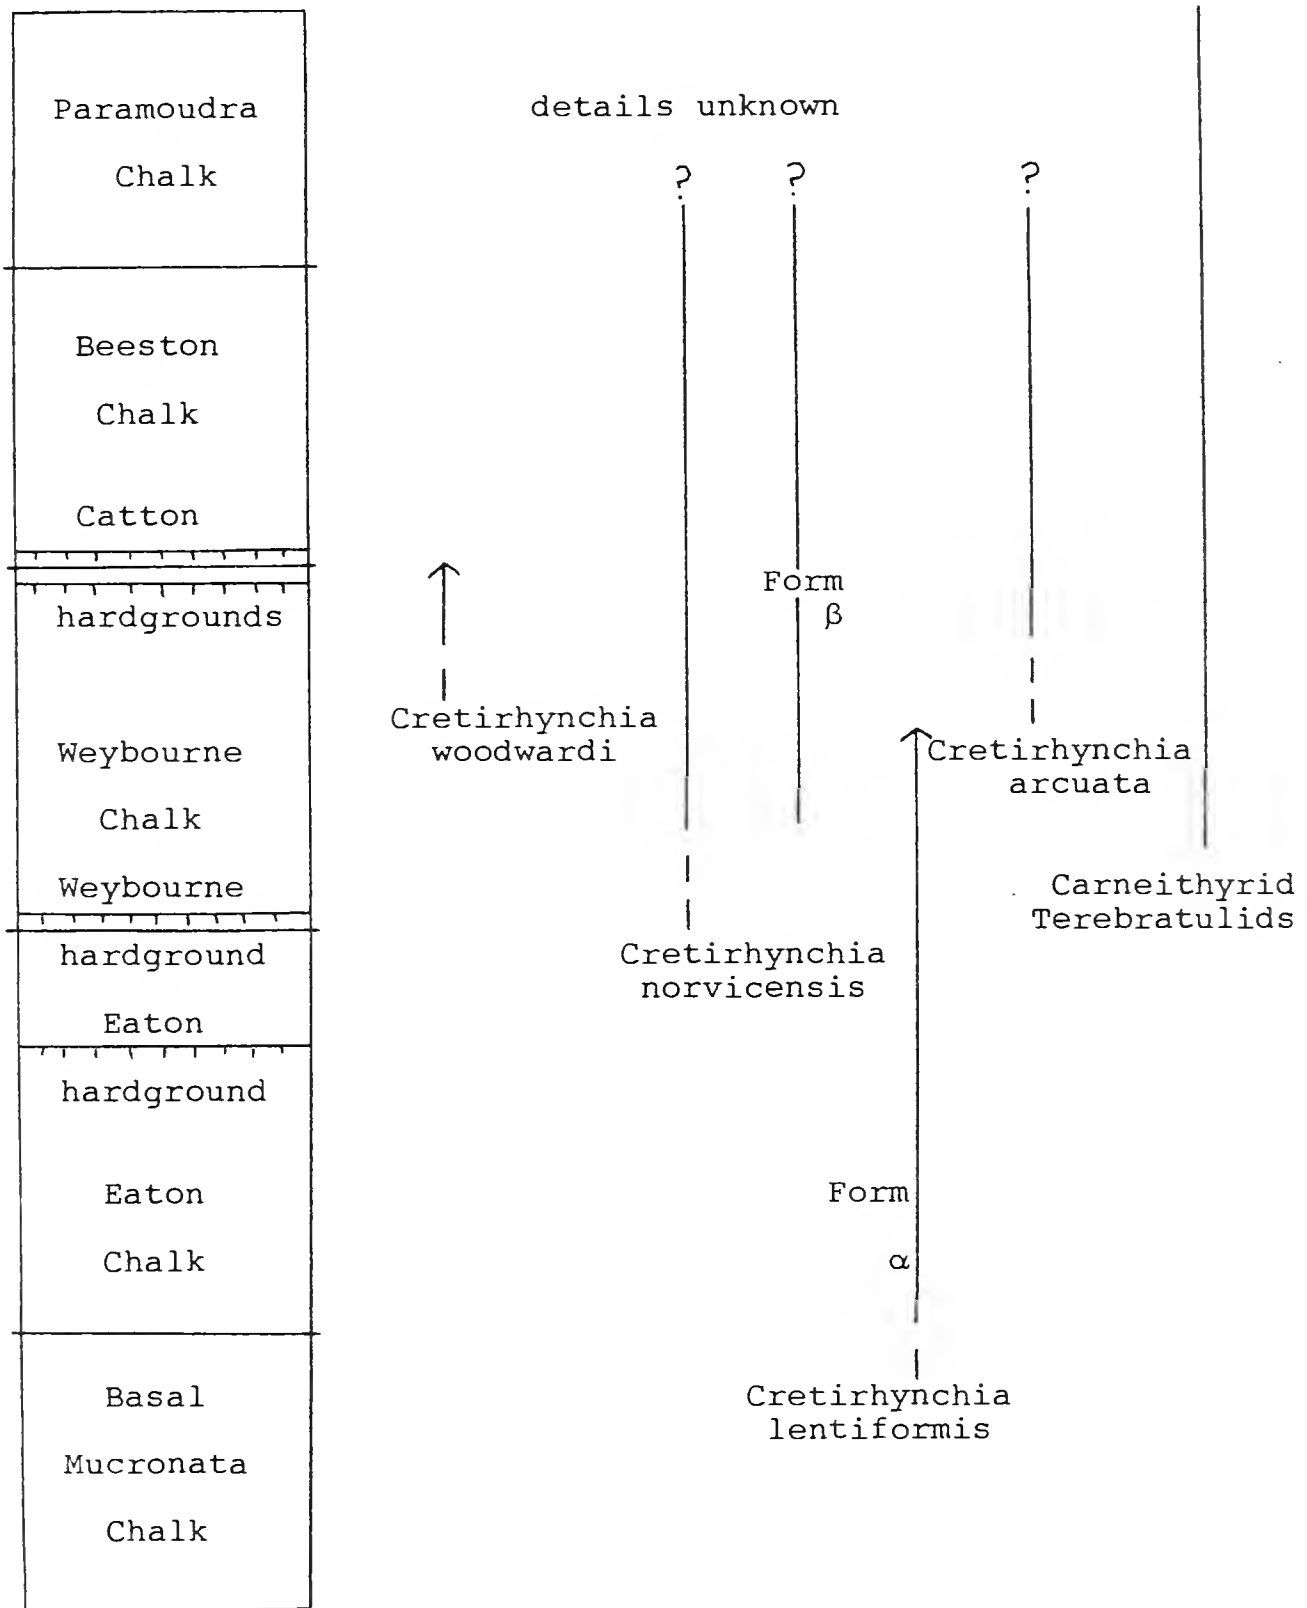 Paramoudra
Chalk
Beeston
Chalk
Catton
hardgrounds
Weybourne
Chalk
Weybourne
hardground
Eaton
hardground
Eaton
Chalk
Basal
Mucronata
Chalk
details unknown
?
?
?
Cretirhynchia
woodwardi
Form
β
Cretirhynchia
arcuata
Carneithyrid
Terebratulids
Cretirhynchia
norvicensis
Form
α
Cretirhynchia
lentiformis